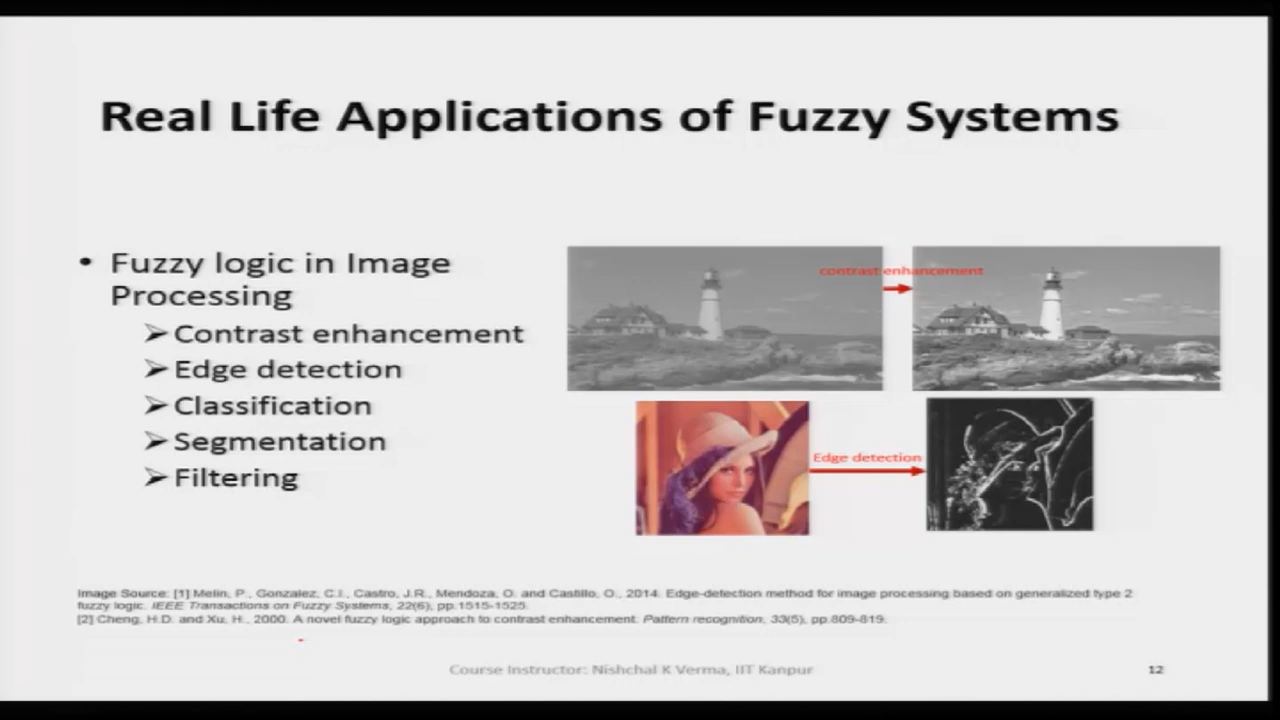 Real Life Applications of Fuzzy Systems
• Fuzzy logic in Image
Processing
➢Contrast enhancement
➢Edge detection
➢Classification
➢Segmentation
➢Filtering
contrast enhancement
Edge detection
Image Source: [1] Melin, P., Gonzalez, C.I., Castro, J.R., Mendoza, O. and Castillo, O., 2014. Edge-detection method for image processing based on generalized type 2
fuzzy logic. IEEE Transactions on Fuzzy Systems, 22(6), pp.1515-1525.
[2] Cheng, H.D. and Xu, H., 2000. A novel fuzzy logic approach to contrast enhancement. Pattern recognition, 33(5), pp.809-819.
Course Instructor: Nishchal K Verma, IIT Kanpur
12